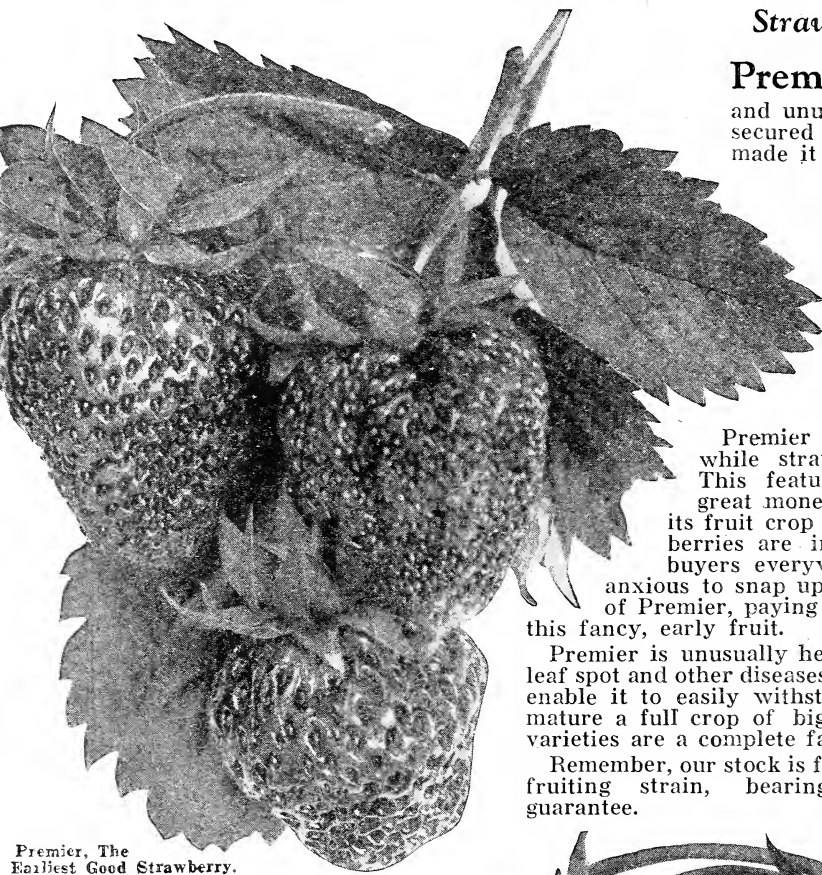 Straw
Prem
and unu
secured
made it
Premier
while stra
This featu
great mone
its fruit crop
berries are in
buyers every
anxious to snap up
of Premier, paying
this fancy, early fruit.
Premier is unusually he
leaf spot and other diseases
enable it to easily withst
mature a full crop of big
varieties are a complete fa
Remember, our stock is f
fruiting strain, bearing
guarantee.
Premier, The
Earliest Good Strawberry.